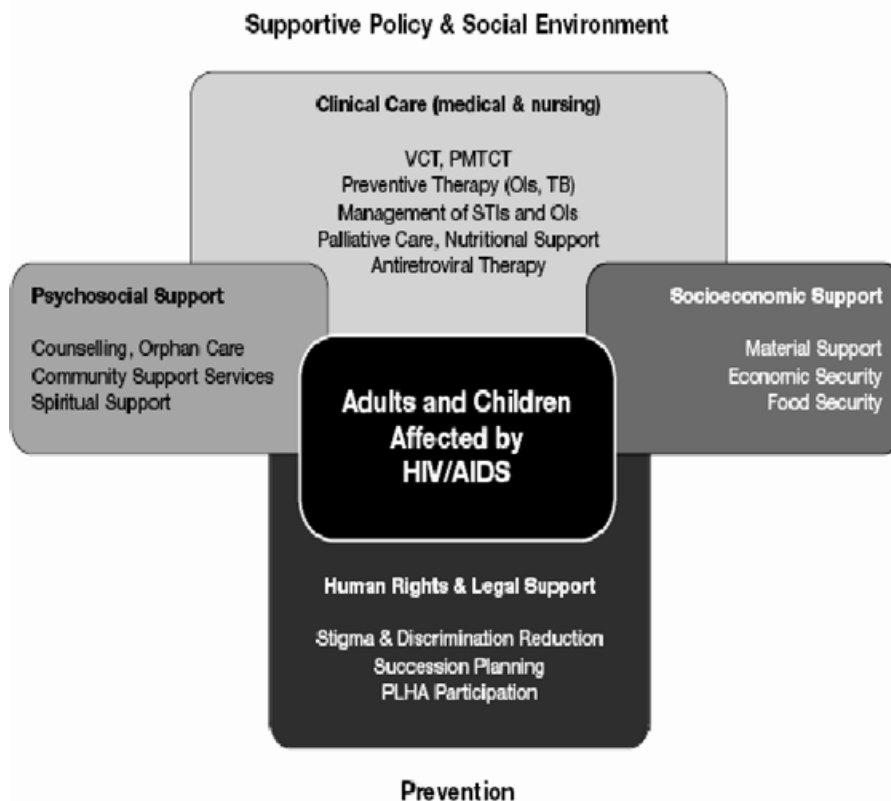 Supportive Policy & Social Environment
Clinical Care (medical & nursing)
VCT, PMTCT
Preventive Therapy (OIs, TB)
Management of STIs and OIs
Palliative Care, Nutritional Support
Antiretroviral Therapy
Psychosocial Support
Counselling, Orphan Care
Community Support Services
Spiritual Support
Socioeconomic Support
Material Support
Economic Security
Food Security
Adults and Children
Affected by
HIV/AIDS
Human Rights & Legal Support
Stigma & Discrimination Reduction
Succession Planning
PLHA Participation
Prevention